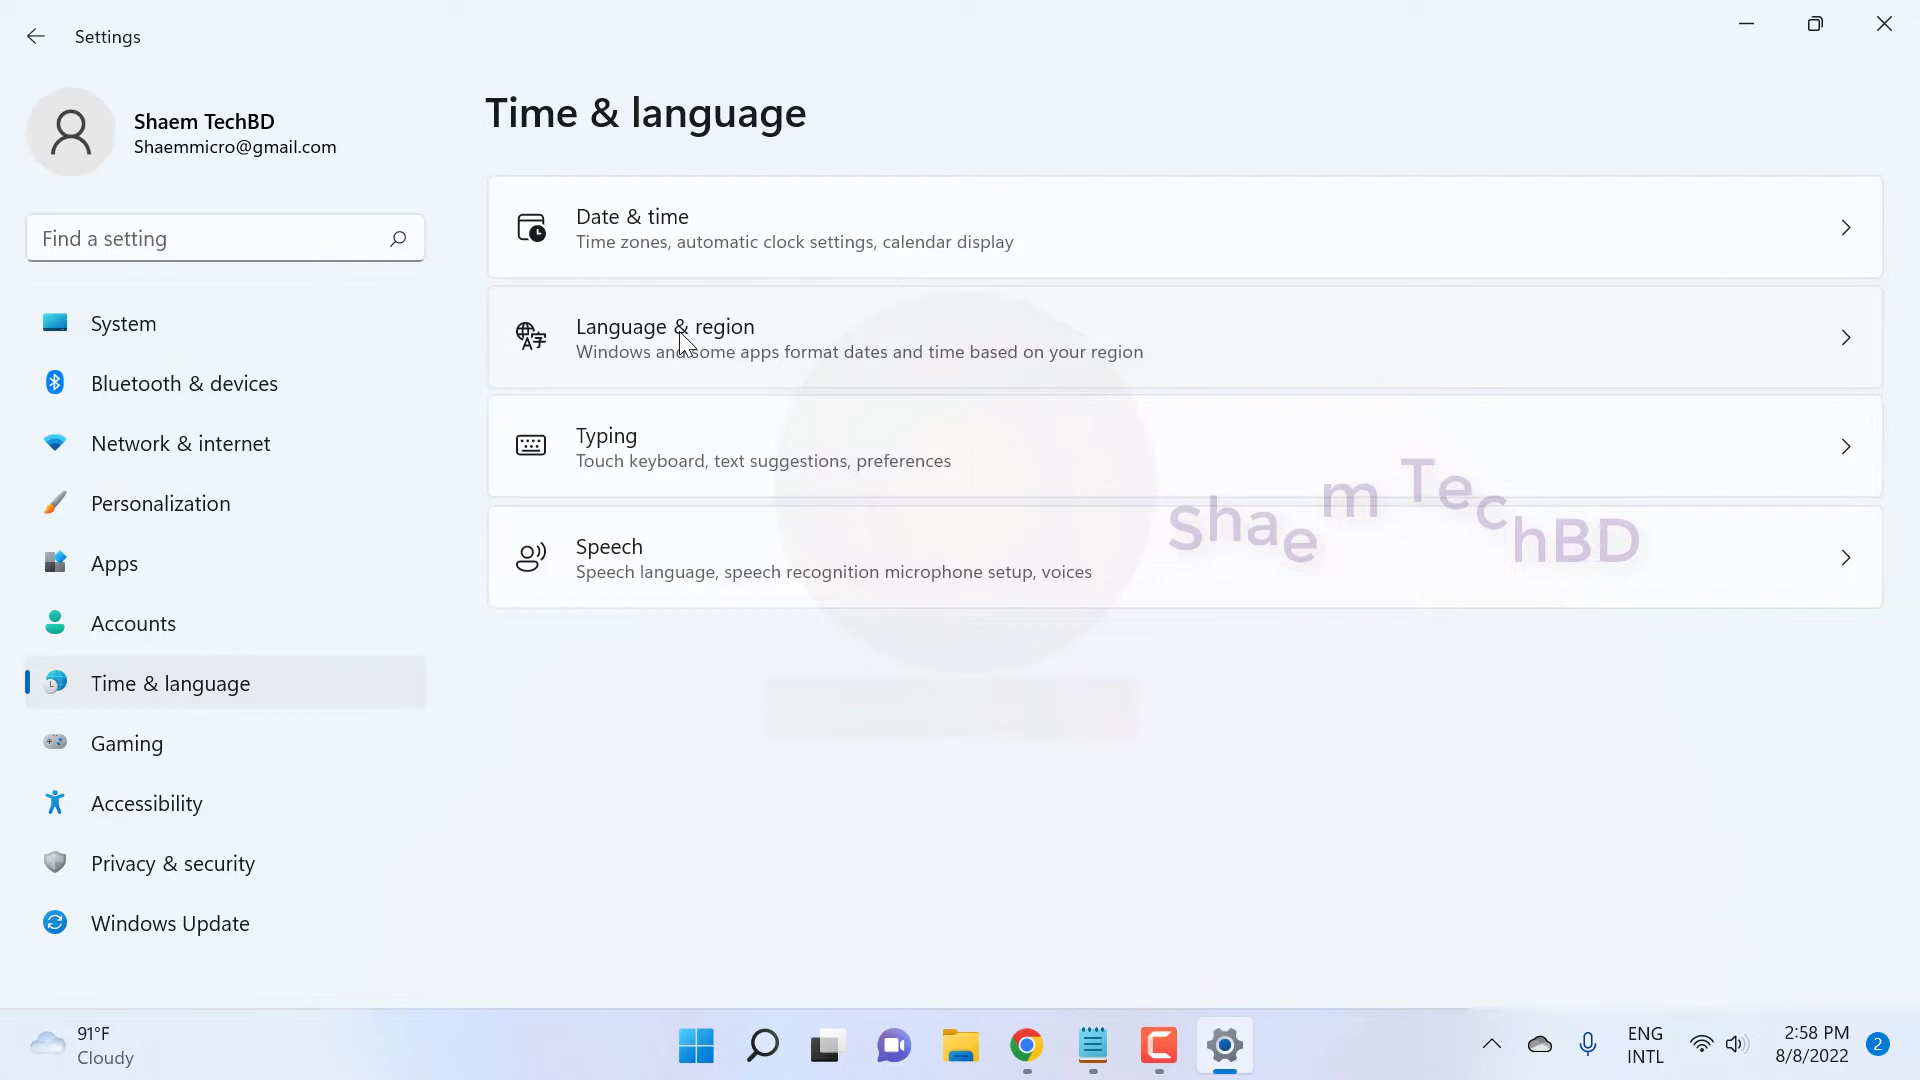 Settings
Shaem TechBD
Shaemmicro@gmail.com
Find a setting
System
Bluetooth & devices
Network & internet
Personalization
Apps
Accounts
Time & language
Gaming
Accessibility
Privacy & security
Windows Update
Time & language
Date & time
Time zones, automatic clock settings, calendar display
Language & region
Windows and some apps format dates and time based on your region
Typing
Touch keyboard, text suggestions, preferences
Speech
Speech language, speech recognition microphone setup, voices
Shaem TechBD
91°F
Cloudy
ENG
INTL
2:58 PM
8/8/2022
2